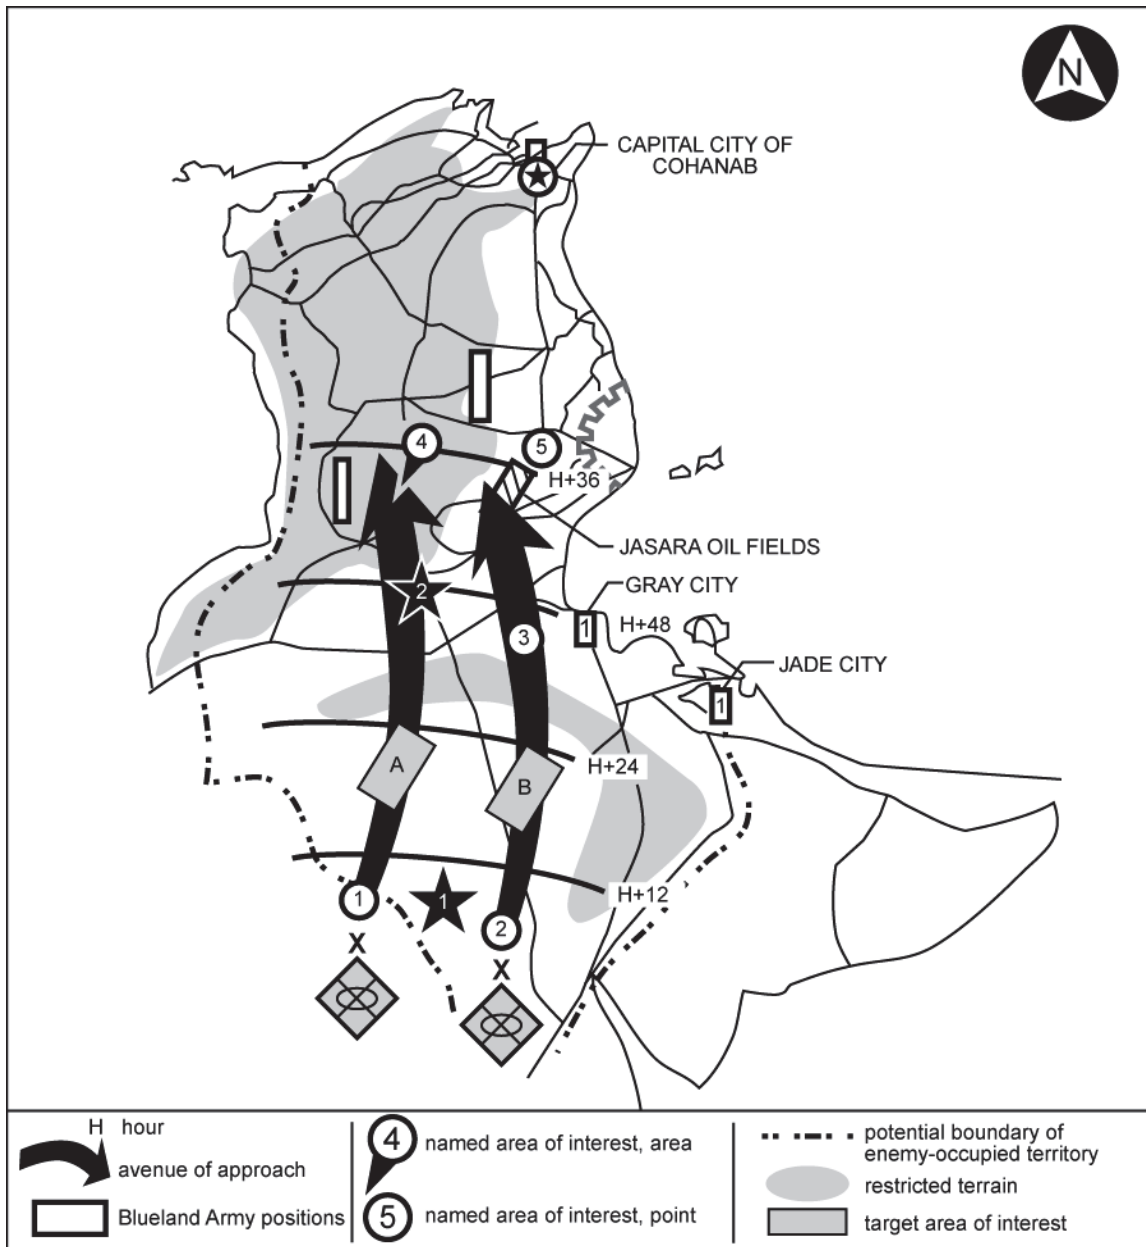 N
CAPITAL CITY OF
COHANAB
4
5
H+36
JASARA OIL FIELDS
GRAY CITY
2
1
H+48
3
JADE CITY
1
A
H+24
B
H+12
1
1
2
X
X
H hour
avenue of approach
Blueland Army positions
4 named area of interest, area
5 named area of interest, point
potential boundary of
enemy-occupied territory
restricted terrain
target area of interest